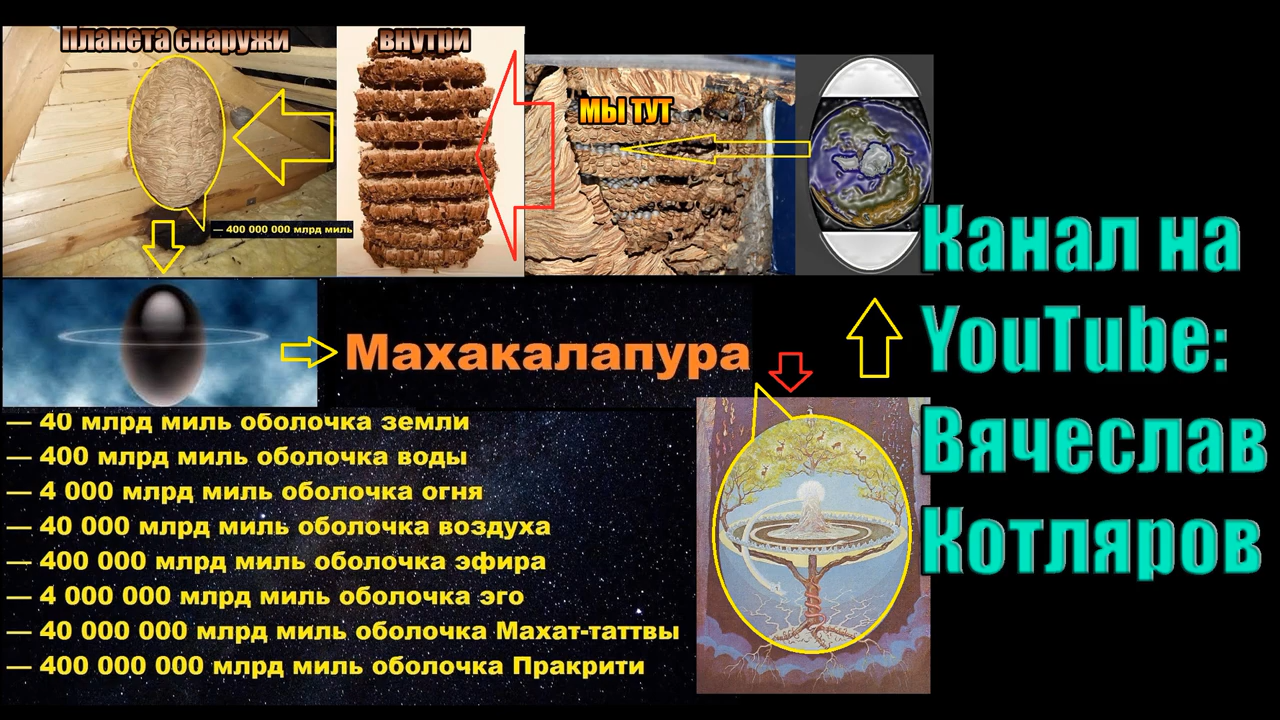 планета снаружи
внутри
МЫ ТУТ
— 400 000 000 млрд миль
Махакалапура
— 40 млрд миль оболочка земли
— 400 млрд миль оболочка воды
— 4 000 млрд миль оболочка огня
— 40 000 млрд миль оболочка воздуха
— 400 000 млрд миль оболочка эфира
— 4 000 000 млрд миль оболочка эго
— 40 000 000 млрд миль оболочка Махат-таттвы
— 400 000 000 млрд миль оболочка Пракрити
Канал на
YouTube:
Вячеслав
Котляров